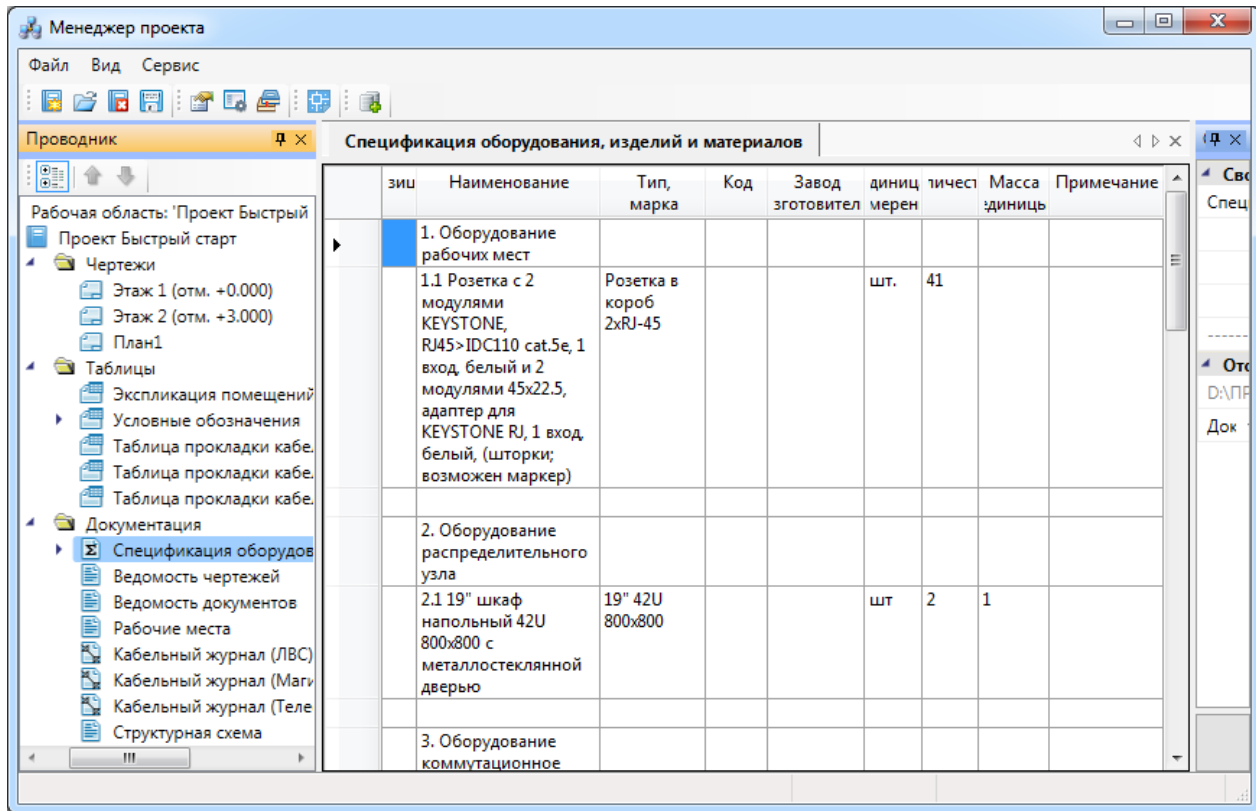 Менеджер проекта
Файл Вид Сервис
Проводник
Рабочая область: 'Проект Быстрый
Проект Быстрый старт
Чертежи
Этаж 1 (отм. +0.000)
Этаж 2 (отм. +3.000)
План1
Таблицы
Экспликация помещений
Условные обозначения
Таблица прокладки кабе.
Таблица прокладки кабе.
Таблица прокладки кабе.
Документация
Спецификация оборудов
Ведомость чертежей
Ведомость документов
Рабочие места
Кабельный журнал (ЛВС)
Кабельный журнал (Маги
Кабельный журнал (Теле
Структурная схема
Спецификация оборудования, изделий и материалов
зиц Наименование Тип, Код Завод диниц личест Масса Примечание
марка зготовител мерен диниць
1. Оборудование
рабочих мест
1.1 Розетка с 2 Розетка в шт. 41
модулями короб
KEYSTONE, 2xRJ-45
RJ45>IDC110 cat.5e, 1
вход, белый и 2
модулями 45x22.5,
адаптер для
KEYSTONE RJ, 1 вход,
белый, (шторки;
возможен маркер)
2. Оборудование
распределительного
узла
2.1 19" шкаф 19" 42U шт 2 1
напольный 42U 800x800
800x800 с
металлостеклянной
дверью
3. Оборудование
коммутационное
Сво
Спец
Ото
D:\ПР
Док